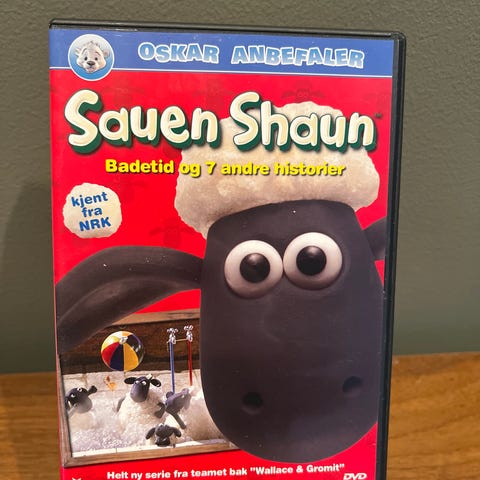 OSKAR ANBEFALER
Sauen Shaun
Badetid og 7 andre historier
kjent
fra
NRK
Helt ny serie fra teamet bak "Wallace & Gromit"
DVD